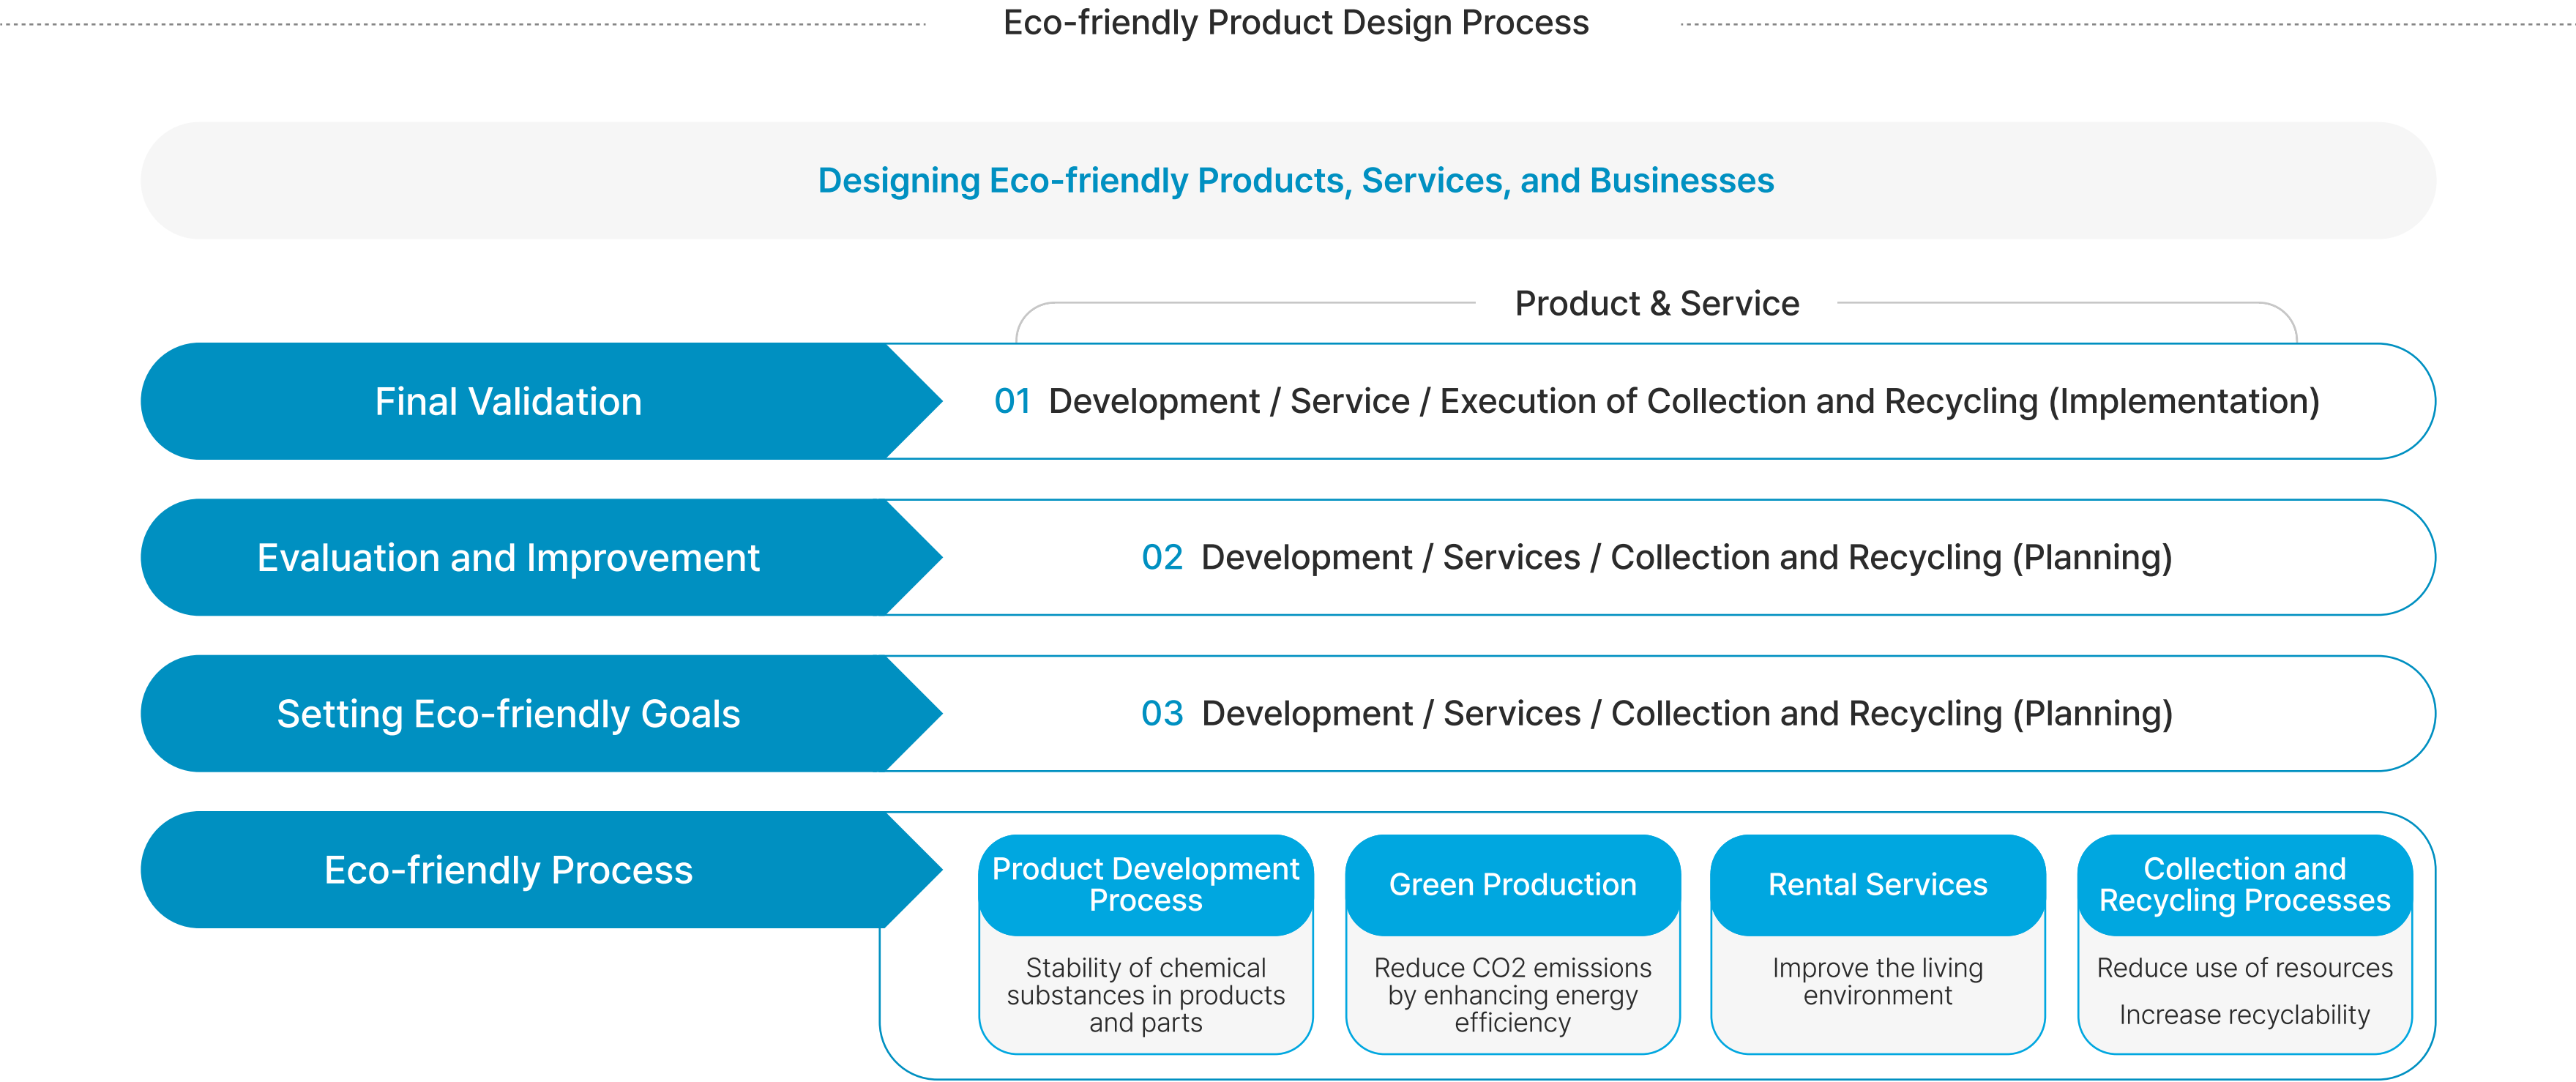 Eco-friendly Product Design Process
Designing Eco-friendly Products, Services, and Businesses
Product & Service
Final Validation
01 Development / Service / Execution of Collection and Recycling (Implementation)
Evaluation and Improvement
02 Development / Services / Collection and Recycling (Planning)
Setting Eco-friendly Goals
03 Development / Services / Collection and Recycling (Planning)
Eco-friendly Process
Product Development
Process
Stability of chemical
substances in products
and parts
Green Production
Reduce CO2 emissions
by enhancing energy
efficiency
Rental Services
Improve the living
environment
Collection and
Recycling Processes
Reduce use of resources
Increase recyclability